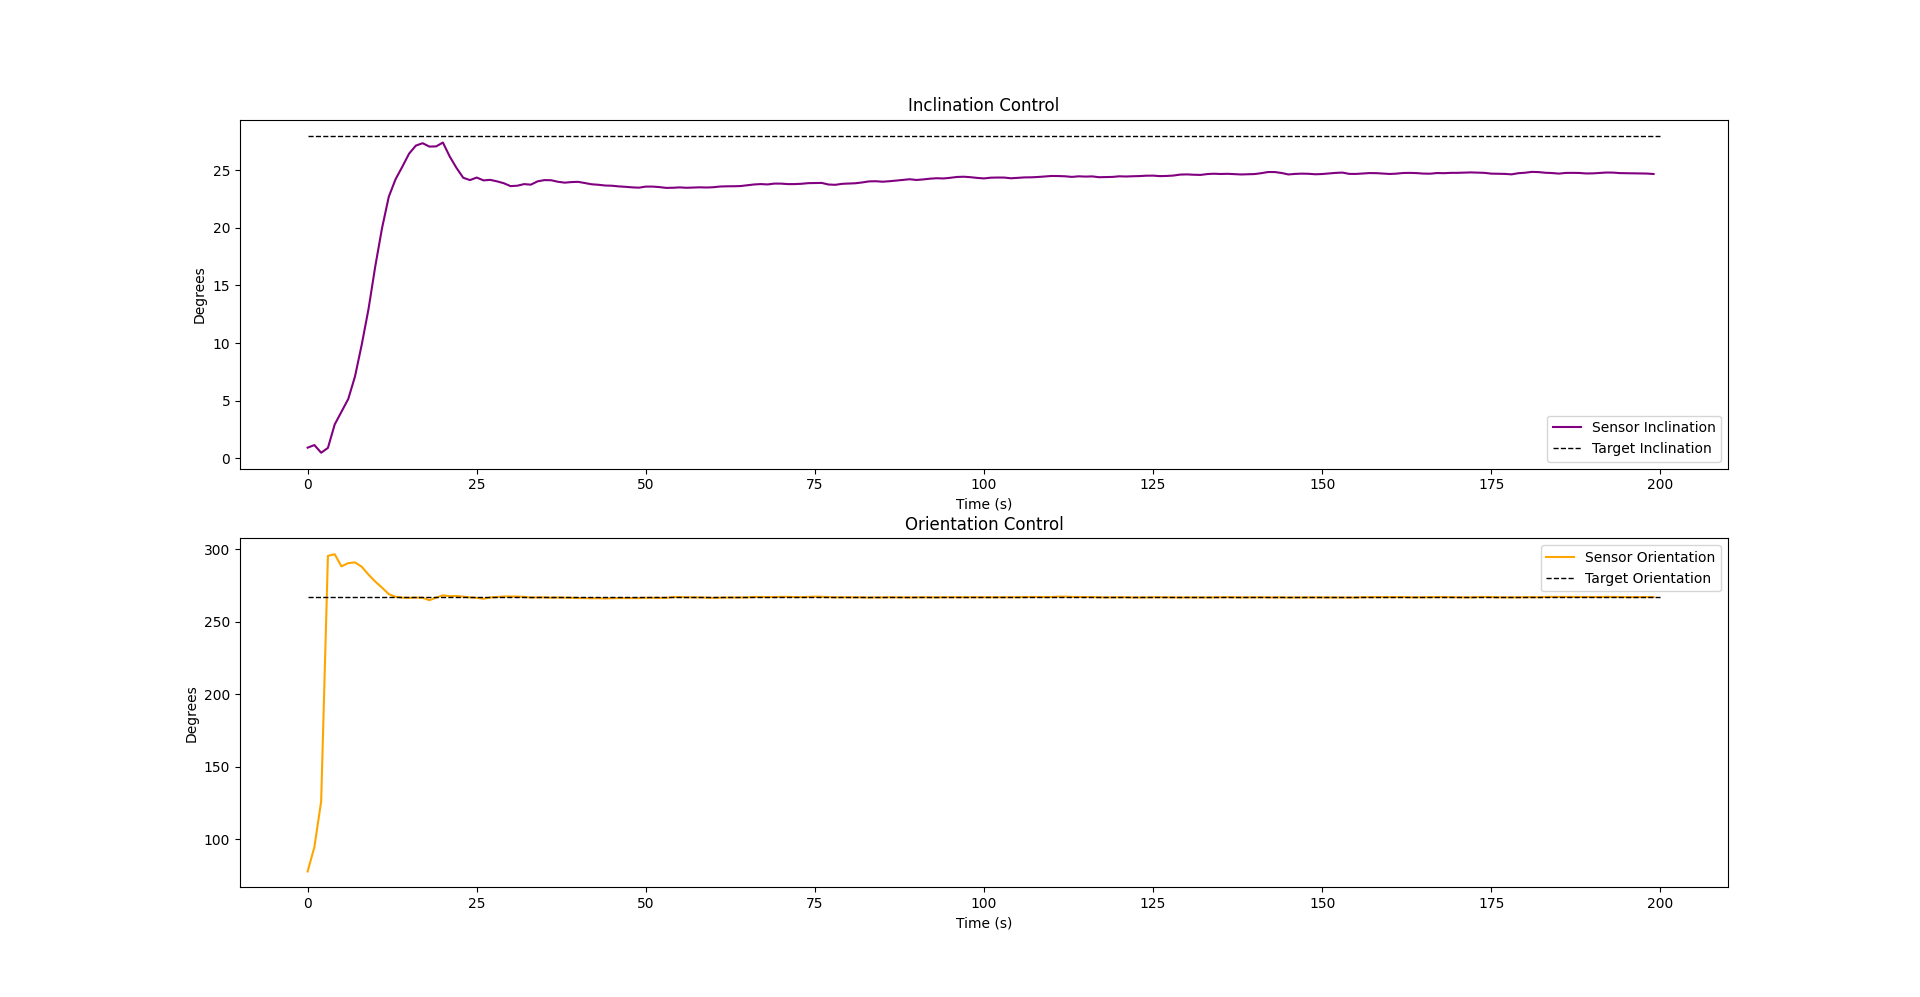 Inclination Control
25
20
15
10
5
0
Degrees
Sensor Inclination
Target Inclination
0 25 50 75 100 125 150 175 200
Time (s)
Orientation Control
300
250
200
150
100
Degrees
Sensor Orientation
Target Orientation
0 25 50 75 100 125 150 175 200
Time (s)